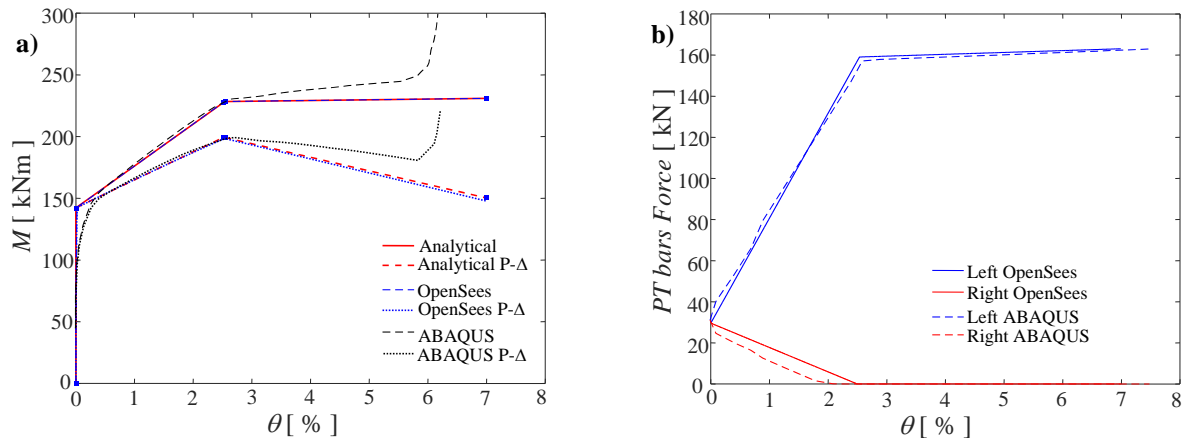 a)
M [ kNm ]
300
250
200
150
100
50
0
0 1 2 3 4 5 6 7 8
θ [ % ]
Analytical
Analytical P-Δ
OpenSees
OpenSees P-Δ
ABAQUS
ABAQUS P-Δ
b)
PT bars Force [ kN ]
180
160
140
120
100
80
60
40
20
0
0 1 2 3 4 5 6 7 8
θ [ % ]
Left OpenSees
Right OpenSees
Left ABAQUS
Right ABAQUS